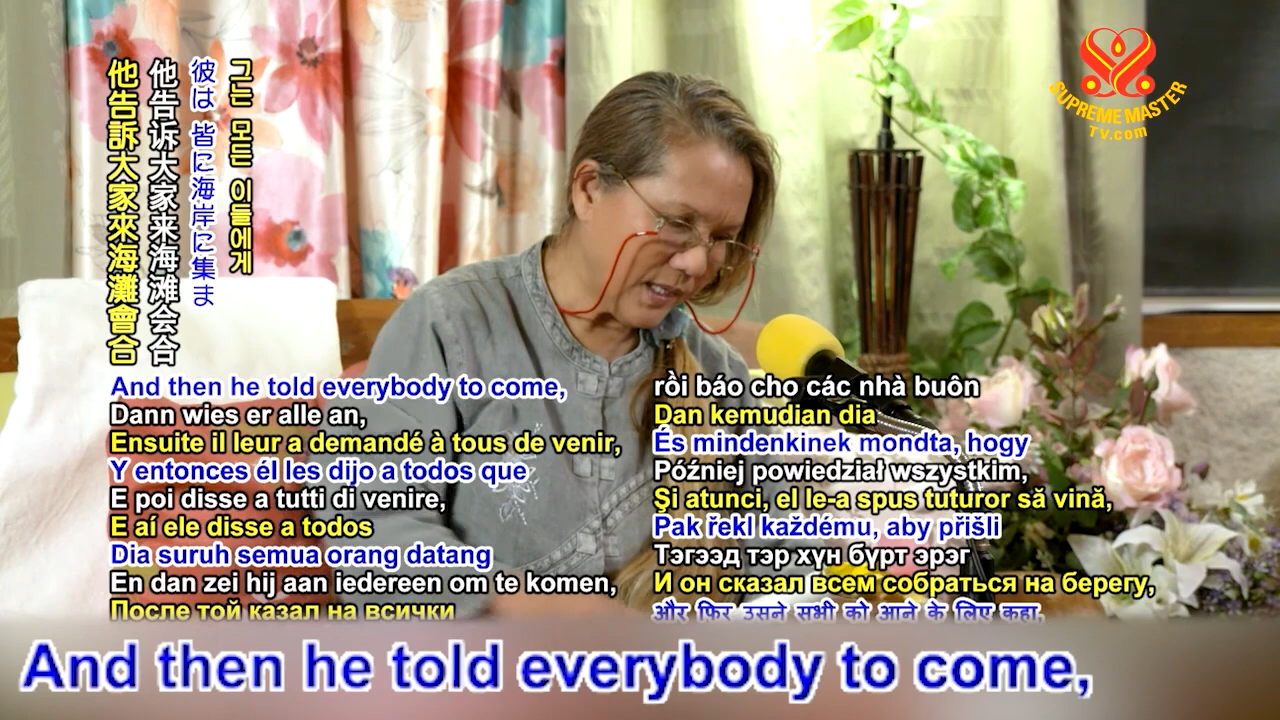 SUPREME MASTER
TV.com
他告訴大家來海灘會合
他告诉大家来海滩会合
彼は 皆に海岸に集ま
그는 모든 이들에게
And then he told everybody to come,
Dann wies er alle an,
Ensuite il leur a demandé à tous de venir,
Y entonces él les dijo a todos que
E poi disse a tutti di venire,
E aí ele disse a todos
Dia suruh semua orang datang
En dan zei hij aan iedereen om te komen,
После той казал на всички
rồi báo cho các nhà buôn
Dan kemudian dia
És mindenkinek mondta, hogy
Później powiedział wszystkim,
Şi atunci, el le-a spus tuturor să vină,
Pak řekl každému, aby přišli
Тэгээд тэр хүн бүрт эрэг
И он сказал всем собраться на берегу,
और फिर उसने सभी को आने के लिए कहा,
And then he told everybody to come,